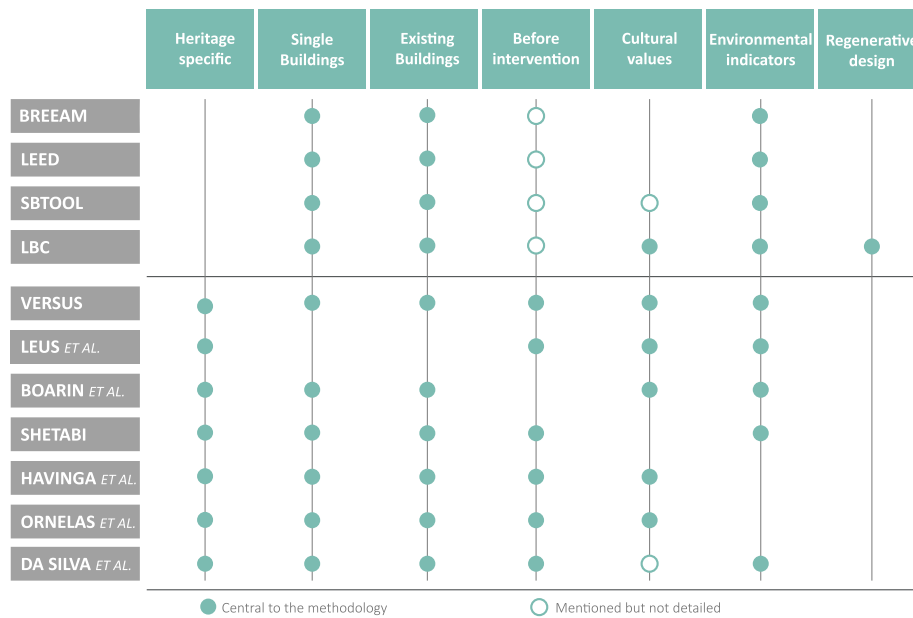 Heritage
specific
Single
Buildings
Existing
Buildings
Before
intervention
Cultural
values
Environmental
indicators
Regenerative
design
BREEAM
LEED
SBTOOL
LBC
VERSUS
LEUS ET AL.
BOARIN ET AL.
SHETABI
HAVINGA ET AL.
ORNELAS ET AL.
DA SILVA ET AL.
Central to the methodology
Mentioned but not detailed